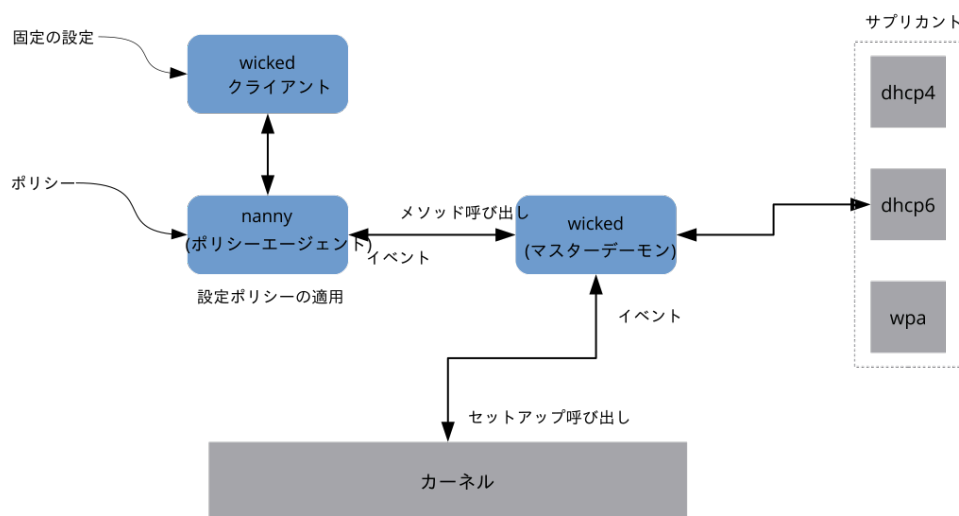 サプリカント
固定の設定
wicked
クライアント
dhcp4
ポリシー
nanny
(ポリシーエージェント)
メソッド呼び出し
イベント
wicked
(マスターデーモン)
dhcp6
設定ポリシーの適用
イベント
wpa
セットアップ呼び出し
カーネル